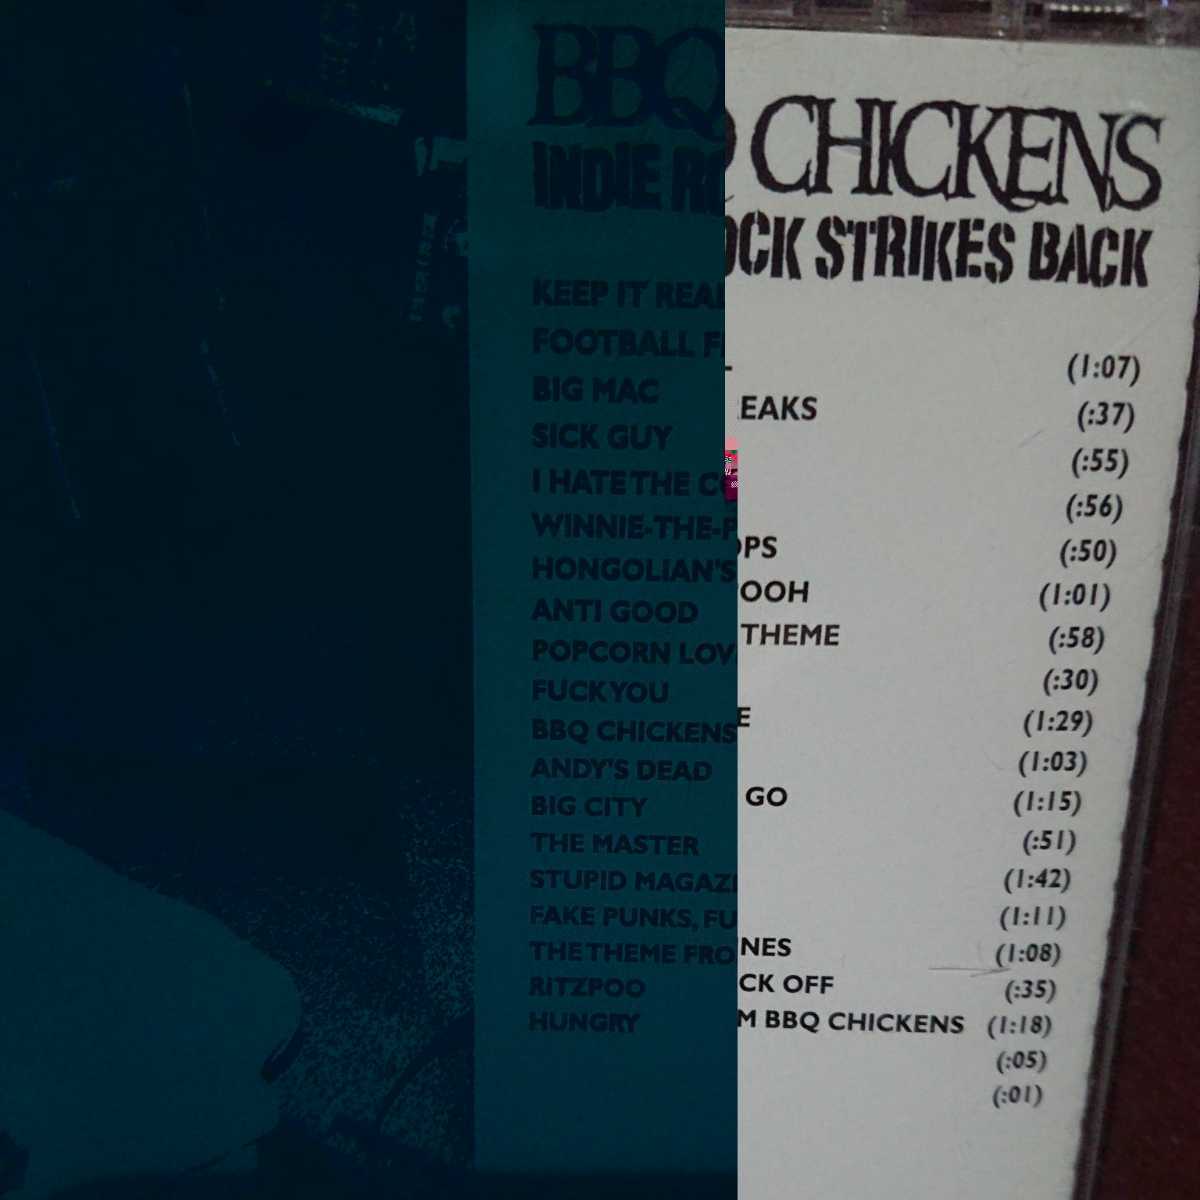 BBQ CHICKENS
INDIE ROCK STRIKES BACK
KEEP IT REAL (1:07)
FOOTBALL FREAKS (:37)
BIG MAC (:55)
SICK GUY (:56)
I HATE THE COPS (:50)
WINNIE-THE-POOH (1:01)
HONGOLIAN'S THEME (:58)
ANTI GOOD (:30)
POPCORN LOVE (1:29)
FUCK YOU (1:03)
BBQ CHICKENS GO (1:15)
ANDY'S DEAD (:51)
BIG CITY (1:42)
THE MASTER (1:11)
STUPID MAGAZINES (1:08)
FAKE PUNKS, FUCK OFF (:35)
THE THEME FROM BBQ CHICKENS (1:18)
RITZPOO (:05)
HUNGRY (:01)